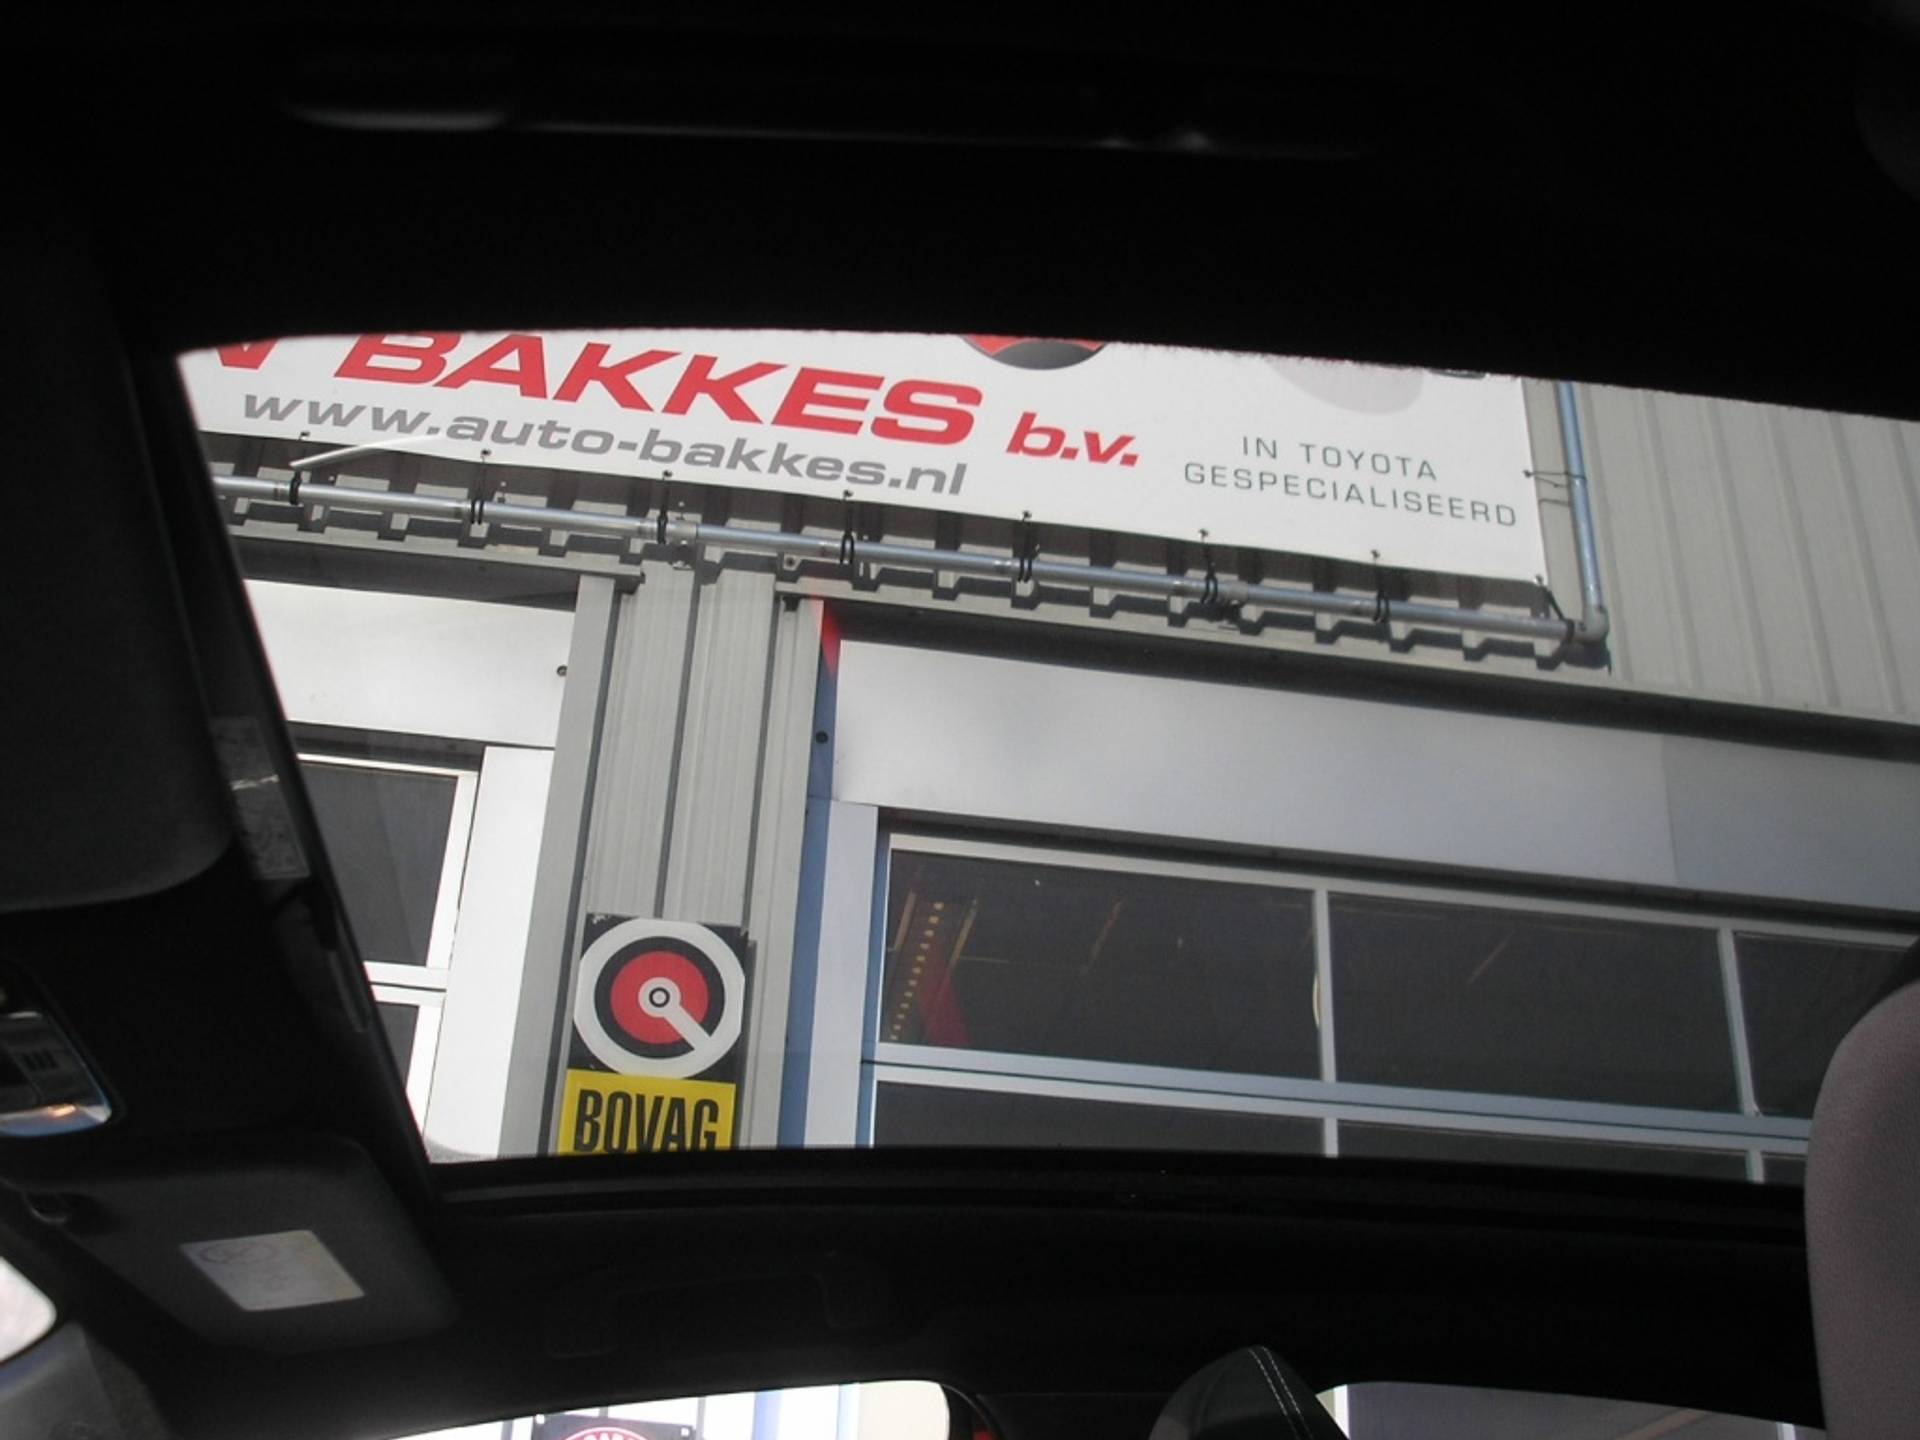 BAKKES b.v.
www.auto-bakkes.nl
IN TOYOTA
GESPECIALISEERD
BOVAG